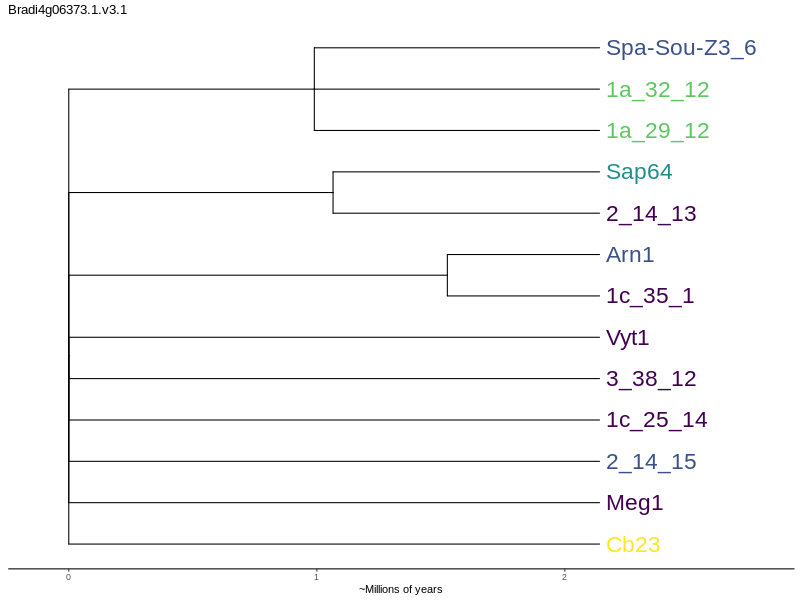 Bradi4g06373.1.v3.1
Spa-Sou-Z3_6
1a_32_12
1a_29_12
Sap64
2_14_13
Arn1
1c_35_1
Vyt1
3_38_12
1c_25_14
2_14_15
Meg1
Cb23
0 1 2
~Millions of years